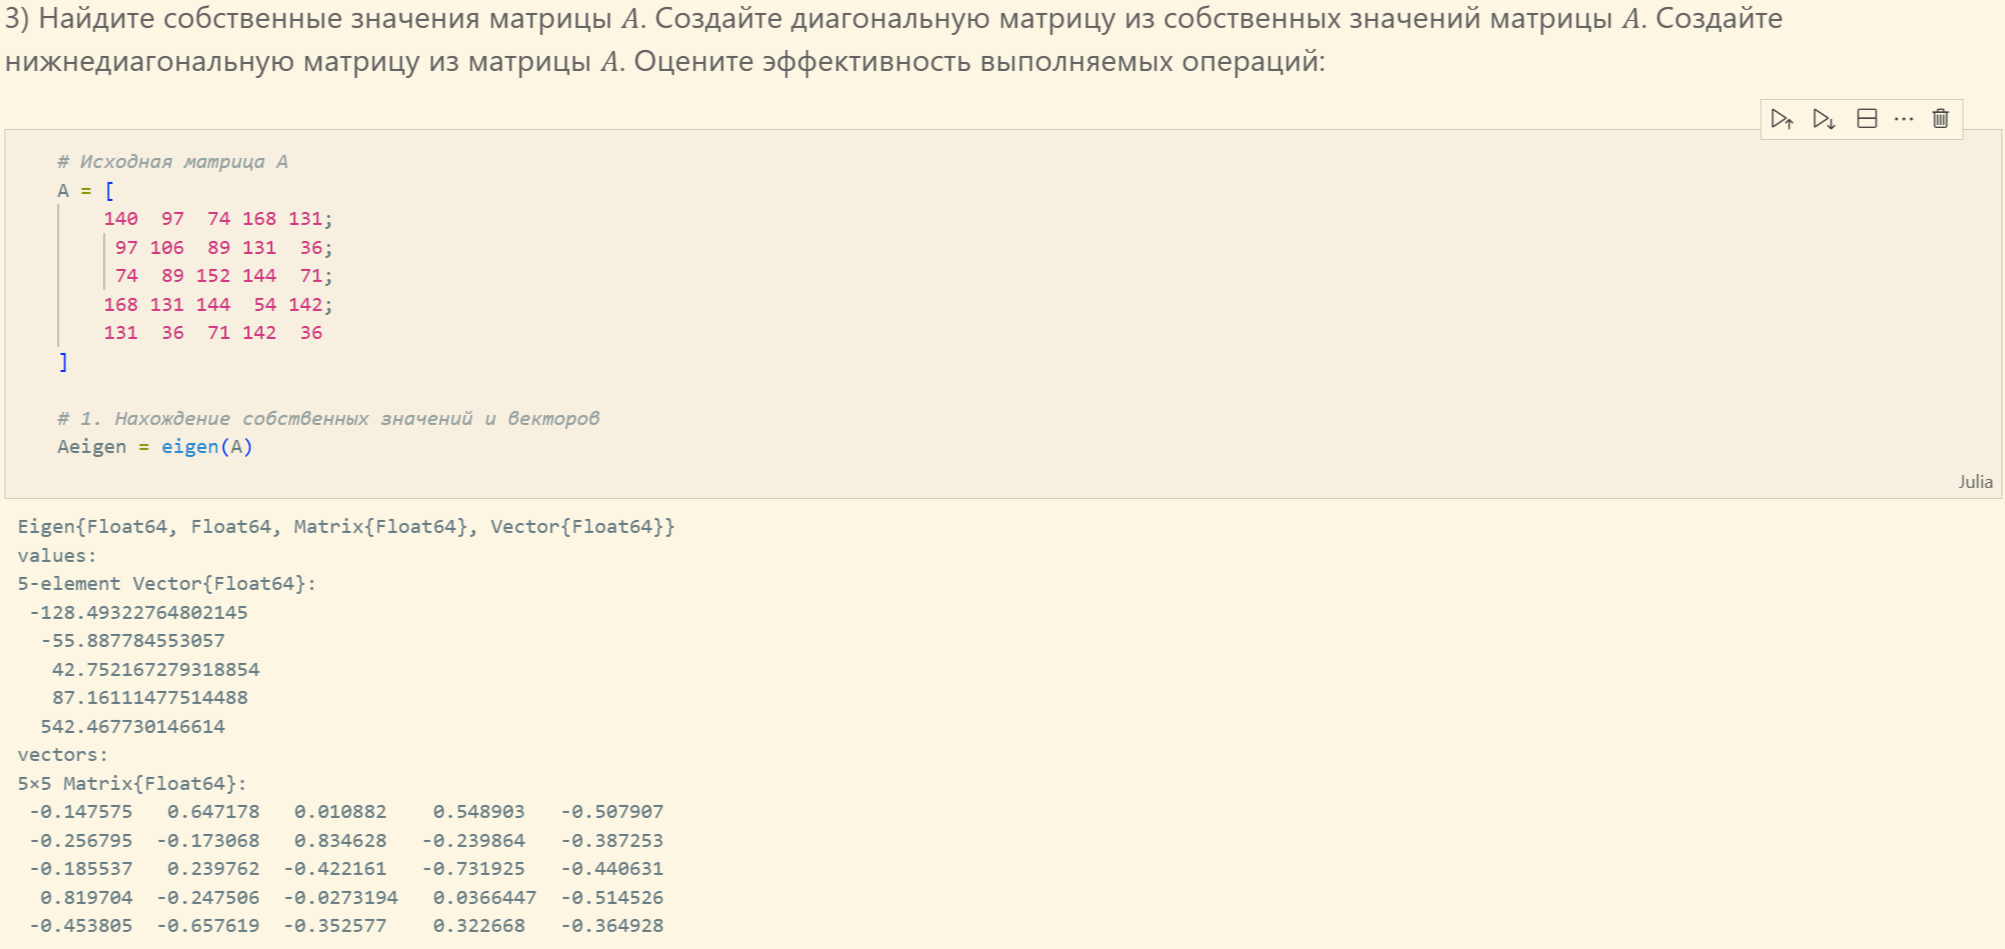 3) Найдите собственные значения матрицы A. Создайте диагональную матрицу из собственных значений матрицы A. Создайте
нижнедиагональную матрицу из матрицы A. Оцените эффективность выполняемых операций:
# Исходная матрица A
A = [
140 97 74 168 131;
97 106 89 131 36;
74 89 152 144 71;
168 131 144 54 142;
131 36 71 142 36
]
# 1. Нахождение собственных значений и векторов
Aeigen = eigen(A)
Julia
Eigen{Float64, Float64, Matrix{Float64}, Vector{Float64}}
values:
5-element Vector{Float64}:
-128.49322764802145
-55.887784553057
42.752167279318854
87.16111477514488
542.467730146614
vectors:
5×5 Matrix{Float64}:
-0.147575 0.647178 0.010882 0.548903 -0.507907
-0.256795 -0.173068 0.834628 -0.239864 -0.387253
-0.185537 0.239762 -0.422161 -0.731925 -0.440631
0.819704 -0.247506 -0.0273194 0.0366447 -0.514526
-0.453805 -0.657619 -0.352577 0.322668 -0.364928